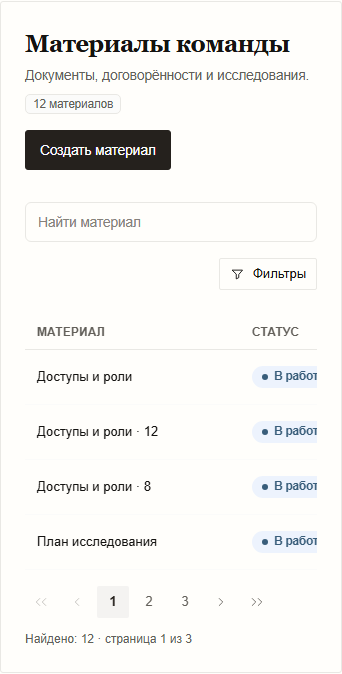 Материалы команды
Документы, договорённости и исследования.
12 материалов
Создать материал
Найти материал
Фильтры
МАТЕРИАЛ СТАТУС
Доступы и роли В работ
Доступы и роли · 12 В работ
Доступы и роли · 8 В работ
План исследования В работ
1 2 3
Найдено: 12 · страница 1 из 3